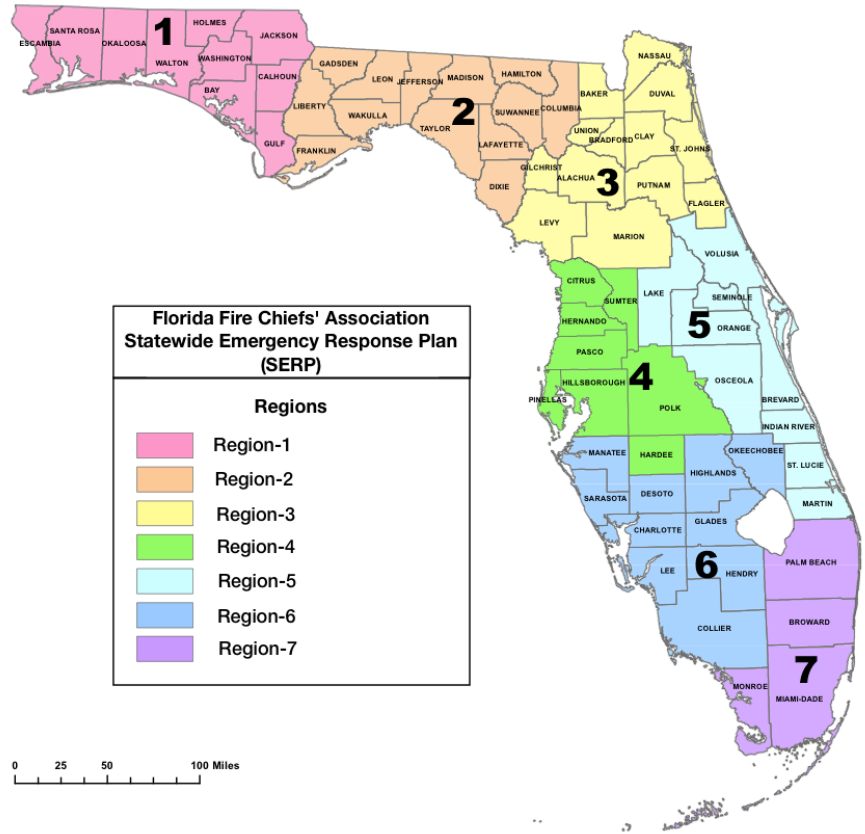 HOLMES
1
SANTA ROSA
JACKSON
ESCAMBIA
OKALOOSA
WASHINGTON
WALTON
CALHOUN
BAY
GULF
GADSDEN
LEON
JEFFERSON
MADISON
HAMILTON
LIBERTY
2
COLUMBIA
WAKULLA
SUWANNEE
TAYLOR
LAFAYETTE
FRANKLIN
DIXIE
NASSAU
BAKER
DUVAL
UNION
BRADFORD
CLAY
ST. JOHNS
GILCHRIST
ALACHUA
3
PUTNAM
FLAGLER
LEVY
MARION
VOLUSIA
CITRUS
LAKE
SUMTER
SEMINOLE
HERNANDO
5
ORANGE
PASCO
4
OSCEOLA
HILLSBOROUGH
PINELLAS
POLK
BREVARD
INDIAN RIVER
MANATEE
HARDEE
OKEECHOBEE
HIGHLANDS
ST. LUCIE
SARASOTA
DESOTO
MARTIN
CHARLOTTE
GLADES
6
LEE
HENDRY
PALM BEACH
COLLIER
BROWARD
7
MONROE
MIAMI-DADE
Florida Fire Chiefs' Association
Statewide Emergency Response Plan
(SERP)
Regions
Region-1
Region-2
Region-3
Region-4
Region-5
Region-6
Region-7
0 25 50 100 Miles